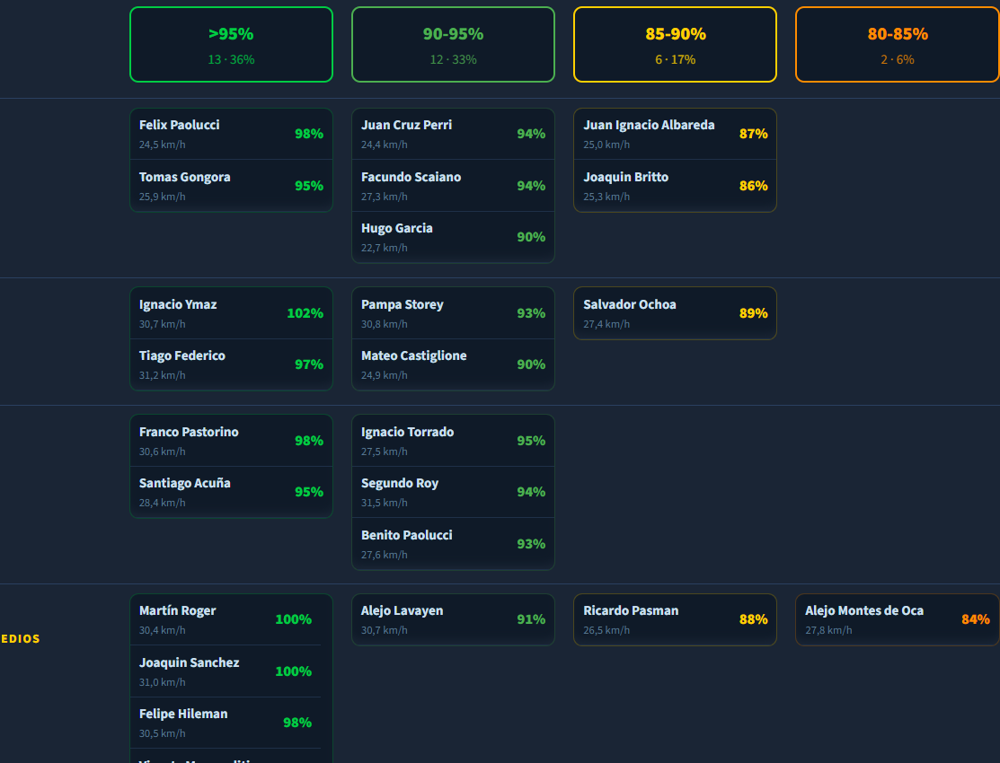 >95%
13 · 36%
90-95%
12 · 33%
85-90%
6 · 17%
80-85%
2 · 6%
Felix Paolucci
24,5 km/h
98%
Tomas Gongora
25,9 km/h
95%
Juan Cruz Perri
24,4 km/h
94%
Facundo Scaiano
27,3 km/h
94%
Hugo Garcia
22,7 km/h
90%
Juan Ignacio Albareda
25,0 km/h
87%
Joaquin Britto
25,3 km/h
86%
Ignacio Ymaz
30,7 km/h
102%
Tiago Federico
31,2 km/h
97%
Pampa Storey
30,8 km/h
93%
Mateo Castiglione
24,9 km/h
90%
Salvador Ochoa
27,4 km/h
89%
Franco Pastorino
30,6 km/h
98%
Santiago Acuña
28,4 km/h
95%
Ignacio Torrado
27,5 km/h
95%
Segundo Roy
31,5 km/h
94%
Benito Paolucci
27,6 km/h
93%
EDIOS
Martín Roger
30,4 km/h
100%
Joaquin Sanchez
31,0 km/h
100%
Felipe Hileman
30,5 km/h
98%
Alejo Lavayen
30,7 km/h
91%
Ricardo Pasman
26,5 km/h
88%
Alejo Montes de Oca
27,8 km/h
84%